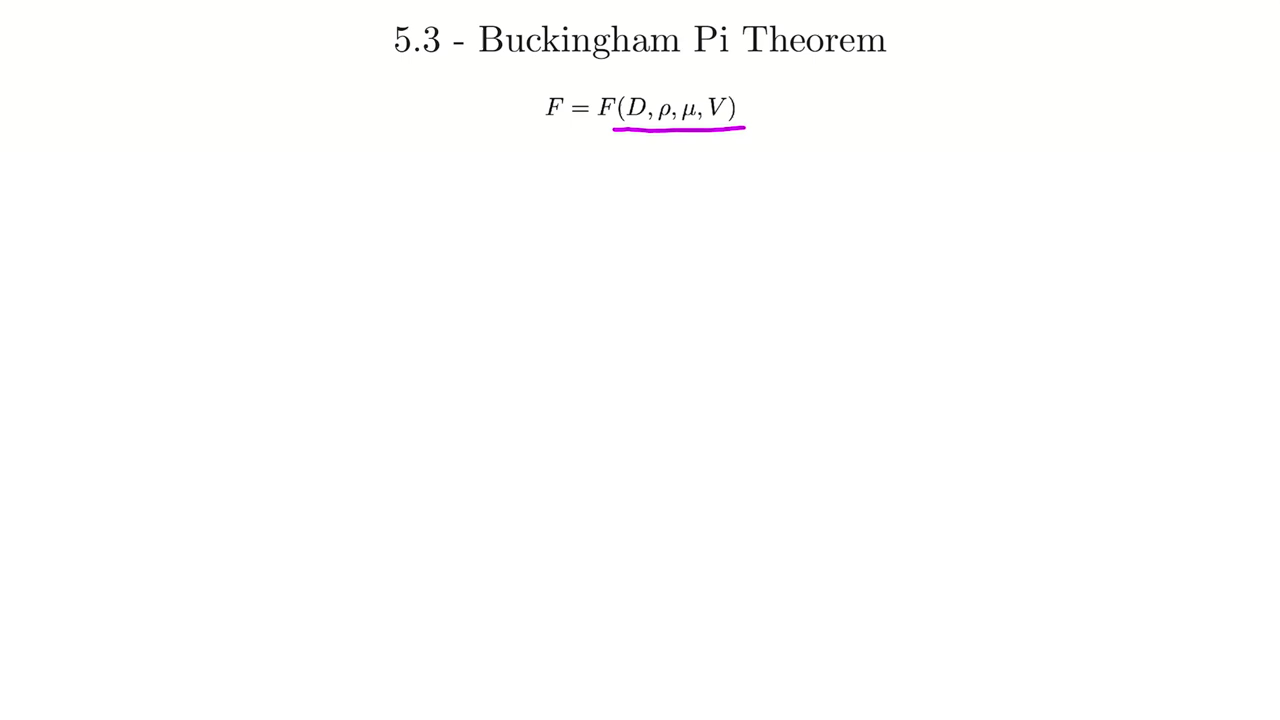 5.3 - Buckingham Pi Theorem
F = F(D, ρ, μ, V)